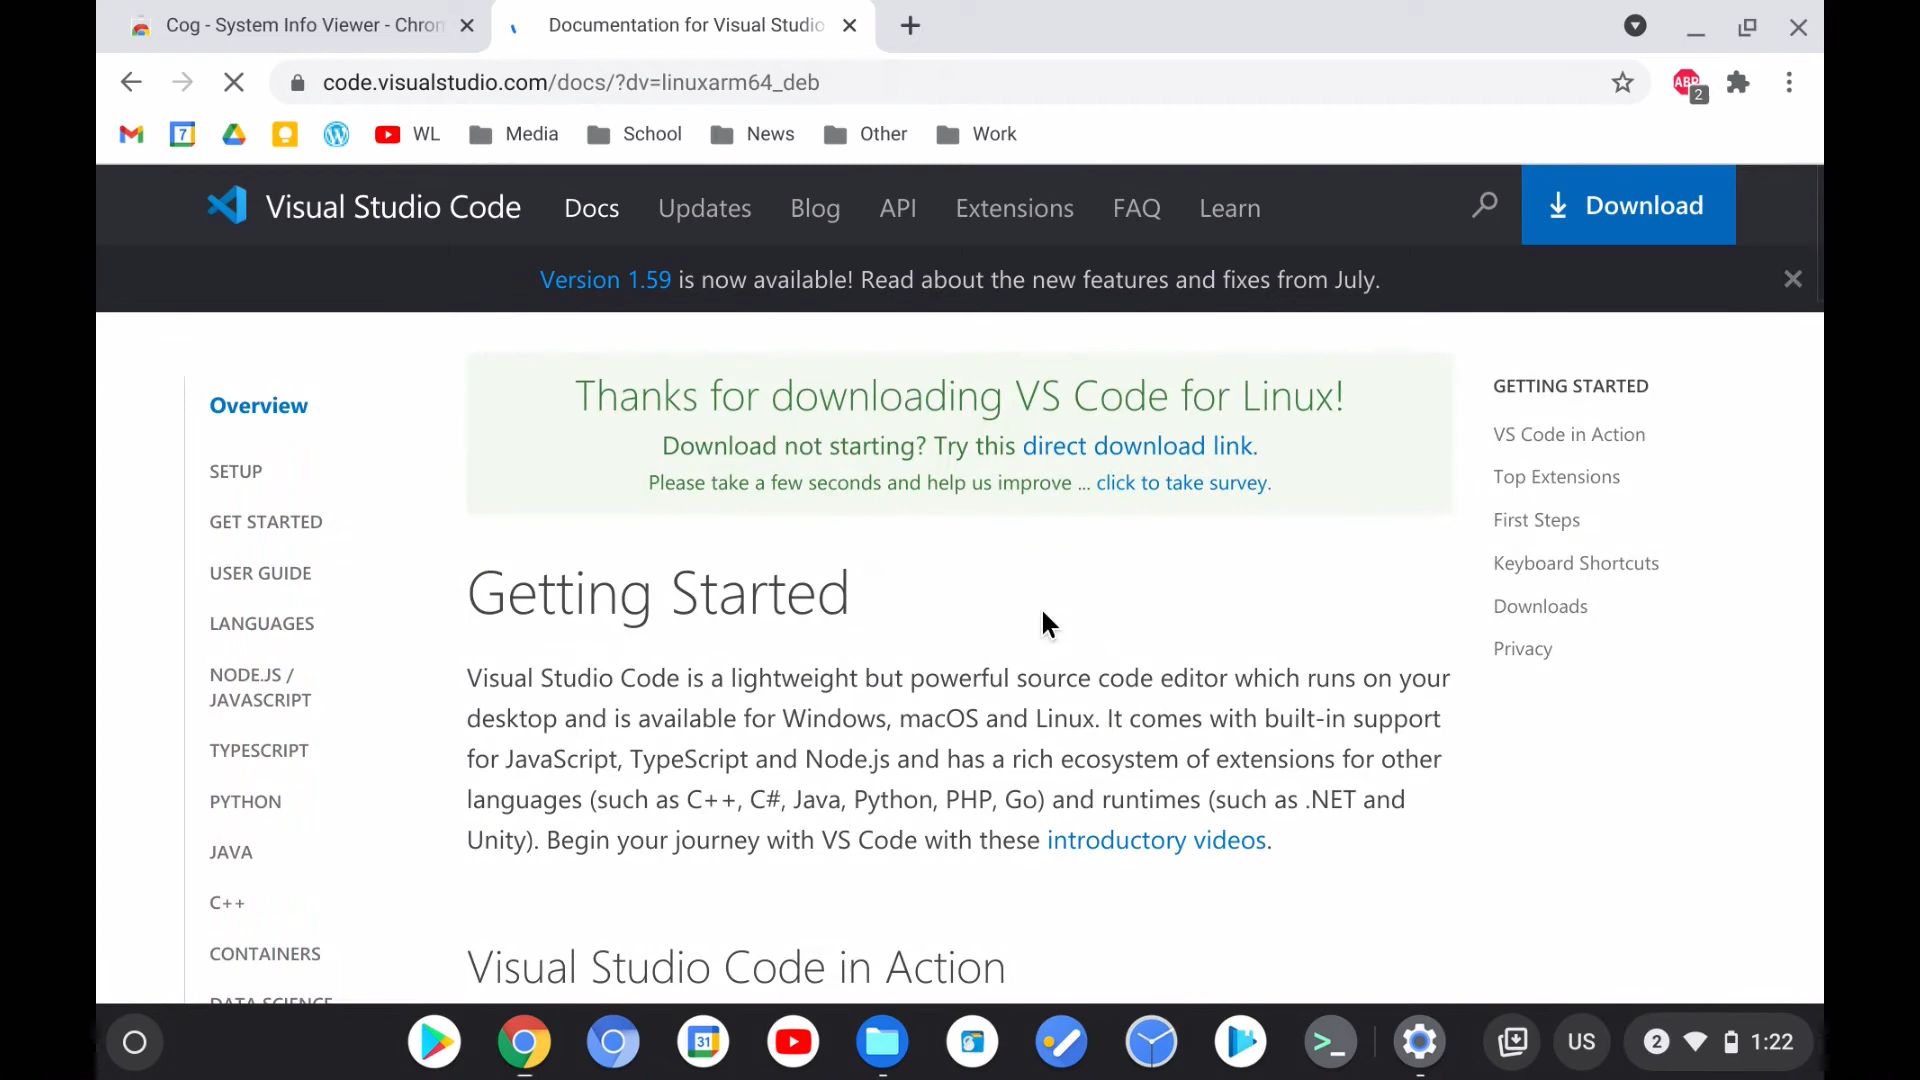 Cog - System Info Viewer - Chrom
Documentation for Visual Studio
code.visualstudio.com/docs/?dv=linuxarm64_deb
ABP
2
7
WL
Media
School
News
Other
Work
Visual Studio Code
Docs
Updates
Blog
API
Extensions
FAQ
Learn
Download
Version 1.59 is now available! Read about the new features and fixes from July.
Overview
SETUP
GET STARTED
USER GUIDE
LANGUAGES
NODE.JS /
JAVASCRIPT
TYPESCRIPT
PYTHON
JAVA
C++
CONTAINERS
DATA SCIENCE
Thanks for downloading VS Code for Linux!
Download not starting? Try this direct download link.
Please take a few seconds and help us improve ... click to take survey.
Getting Started
Visual Studio Code is a lightweight but powerful source code editor which runs on your
desktop and is available for Windows, macOS and Linux. It comes with built-in support
for JavaScript, TypeScript and Node.js and has a rich ecosystem of extensions for other
languages (such as C++, C#, Java, Python, PHP, Go) and runtimes (such as .NET and
Unity). Begin your journey with VS Code with these introductory videos.
Visual Studio Code in Action
GETTING STARTED
VS Code in Action
Top Extensions
First Steps
Keyboard Shortcuts
Downloads
Privacy
31
US
2
1:22